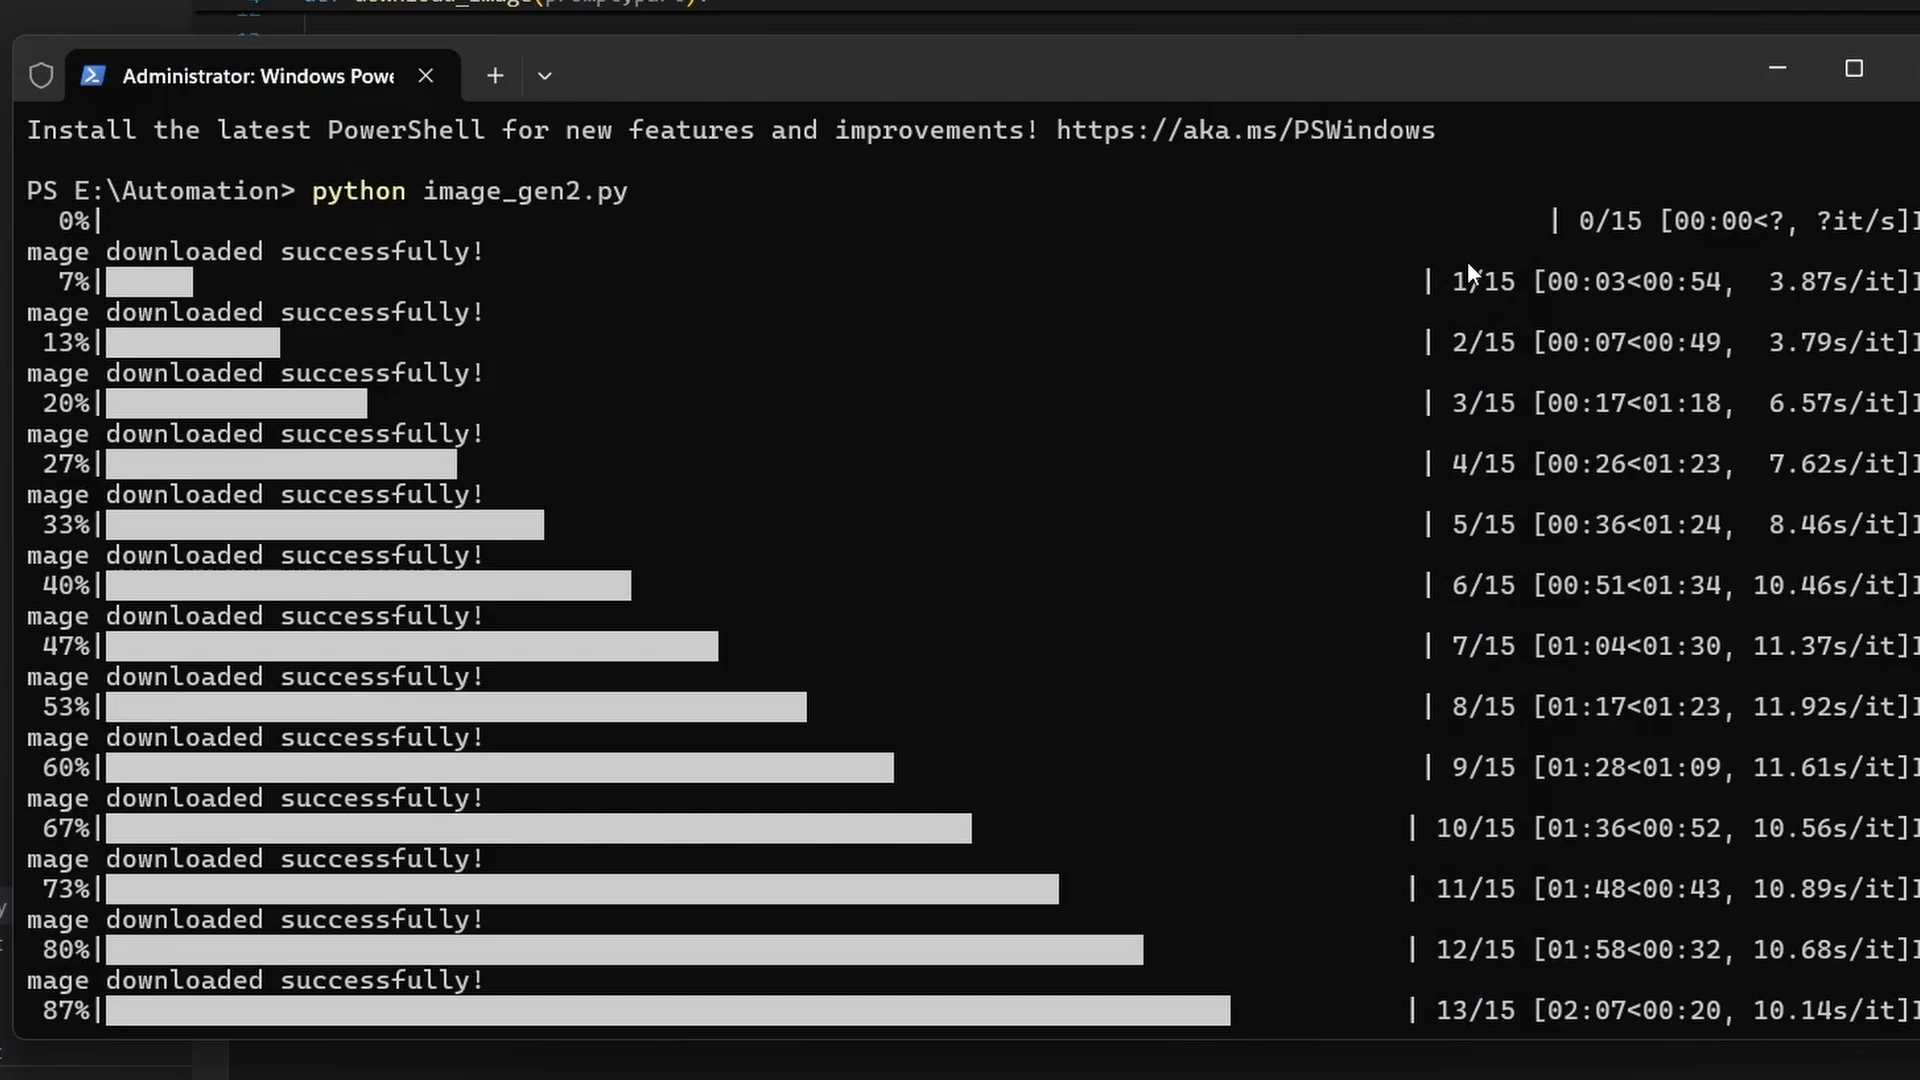 12 def download_image(promptypart):
13
Administrator: Windows Powe
Install the latest PowerShell for new features and improvements! https://aka.ms/PSWindows
PS E:\Automation> python image_gen2.py
0%| | 0/15 [00:00<?, ?it/s]I
mage downloaded successfully!
7%| | 1/15 [00:03<00:54, 3.87s/it]I
mage downloaded successfully!
13%| | 2/15 [00:07<00:49, 3.79s/it]I
mage downloaded successfully!
20%| | 3/15 [00:17<01:18, 6.57s/it]I
mage downloaded successfully!
27%| | 4/15 [00:26<01:23, 7.62s/it]I
mage downloaded successfully!
33%| | 5/15 [00:36<01:24, 8.46s/it]I
mage downloaded successfully!
40%| | 6/15 [00:51<01:34, 10.46s/it]I
mage downloaded successfully!
47%| | 7/15 [01:04<01:30, 11.37s/it]I
mage downloaded successfully!
53%| | 8/15 [01:17<01:23, 11.92s/it]I
mage downloaded successfully!
60%| | 9/15 [01:28<01:09, 11.61s/it]I
mage downloaded successfully!
67%| | 10/15 [01:36<00:52, 10.56s/it]I
mage downloaded successfully!
73%| | 11/15 [01:48<00:43, 10.89s/it]I
mage downloaded successfully!
80%| | 12/15 [01:58<00:32, 10.68s/it]I
mage downloaded successfully!
87%| | 13/15 [02:07<00:20, 10.14s/it]I